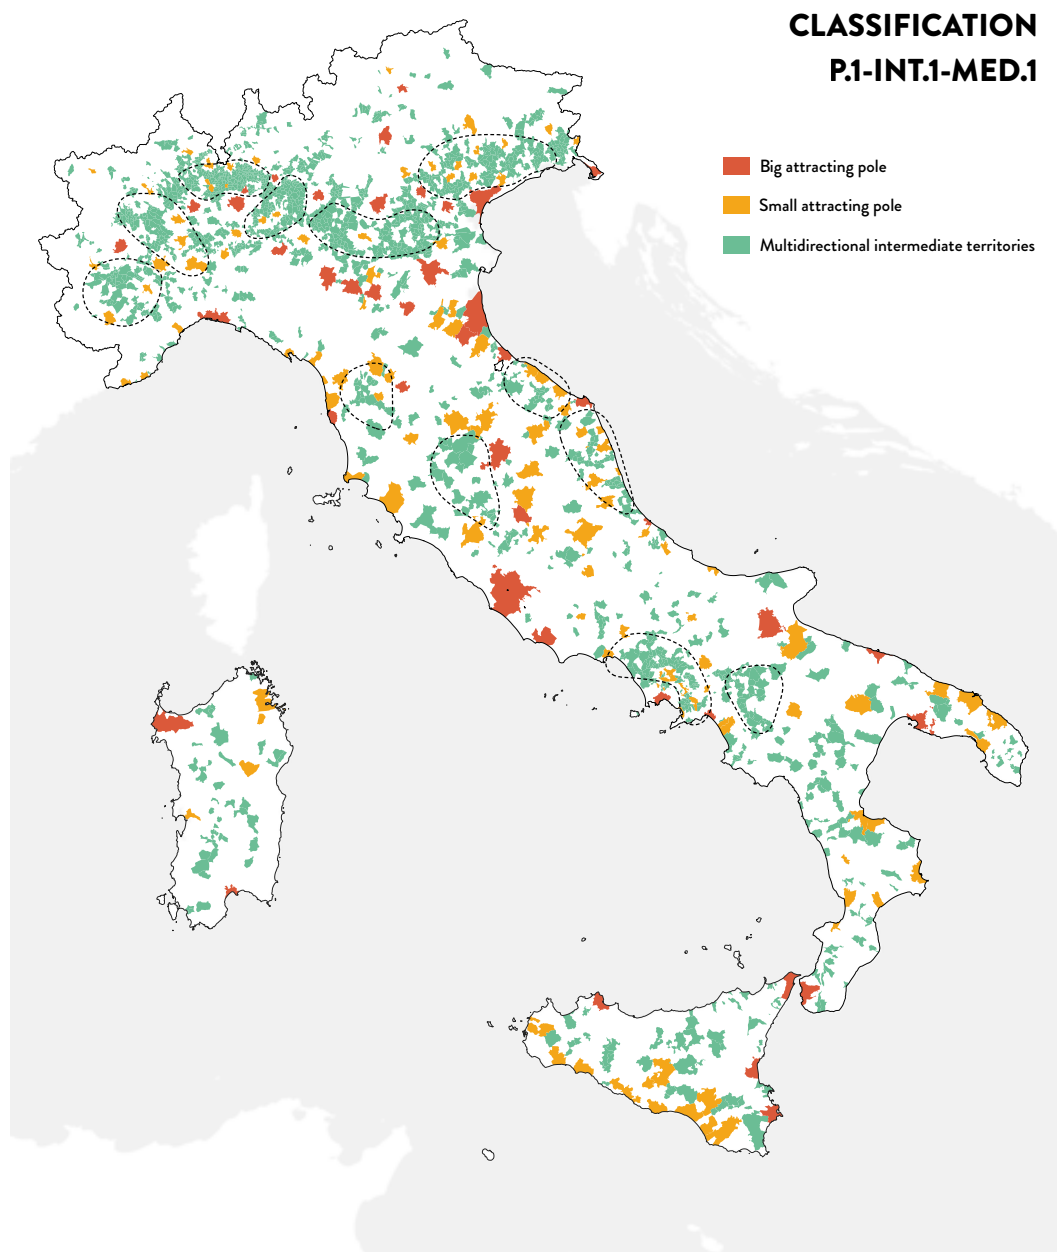 CLASSIFICATION
P.1-INT.1-MED.1
Big attracting pole
Small attracting pole
Multidirectional intermediate territories